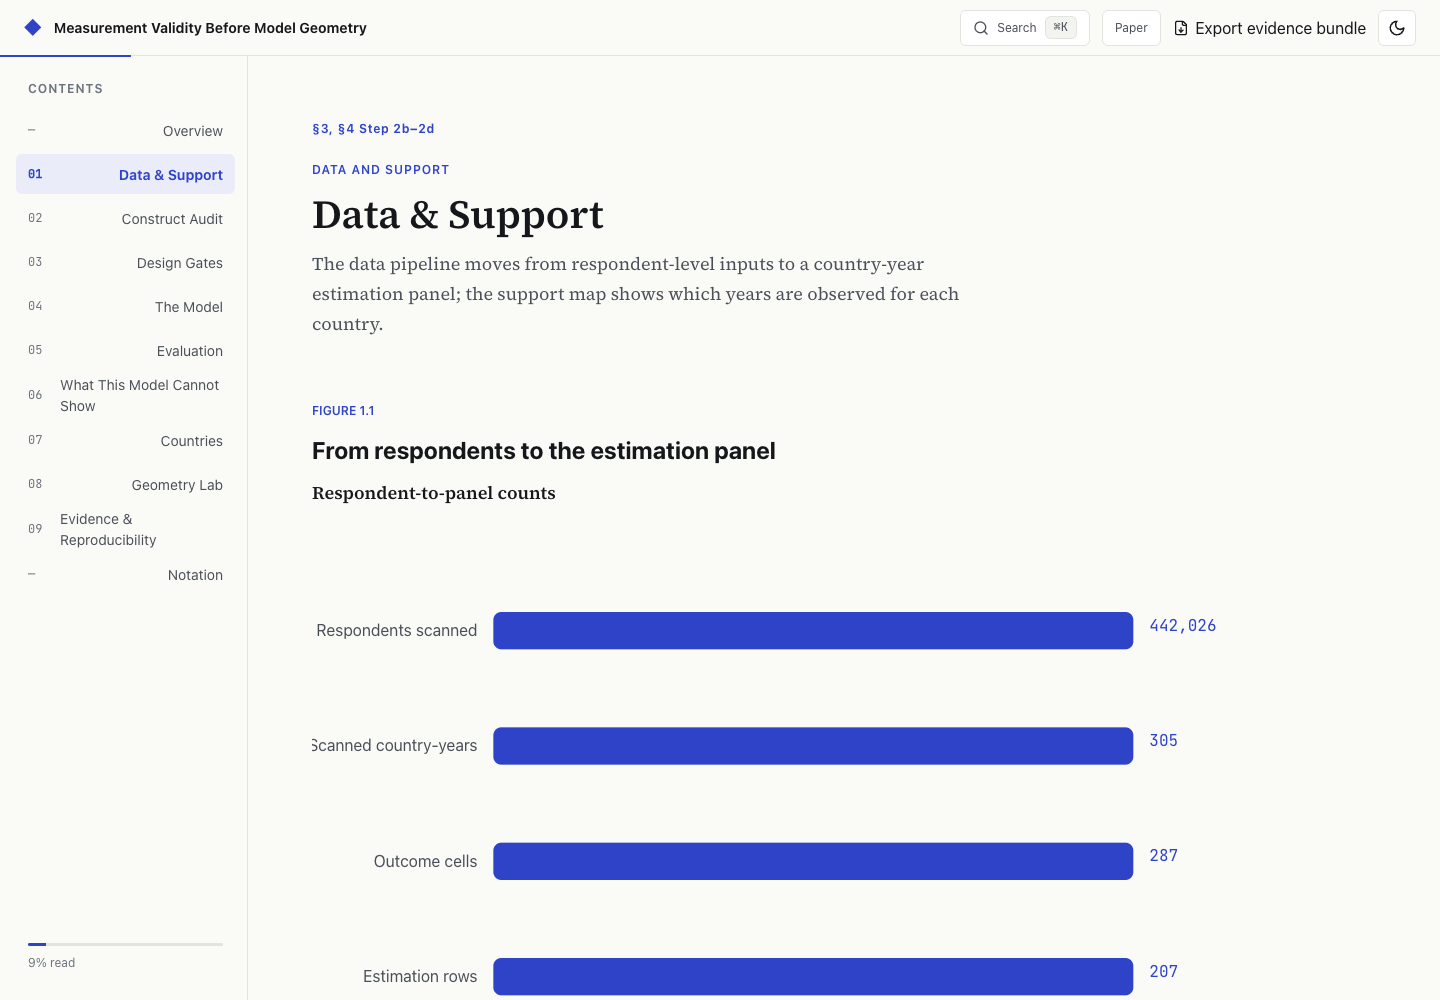 Measurement Validity Before Model Geometry
Search ⌘K
Paper
Export evidence bundle
CONTENTS
— Overview
01 Data & Support
02 Construct Audit
03 Design Gates
04 The Model
05 Evaluation
06 What This Model Cannot
Show
07 Countries
08 Geometry Lab
09 Evidence &
Reproducibility
— Notation
9% read
§3, §4 Step 2b–2d
DATA AND SUPPORT
Data & Support
The data pipeline moves from respondent-level inputs to a country-year
estimation panel; the support map shows which years are observed for each
country.
FIGURE 1.1
From respondents to the estimation panel
Respondent-to-panel counts
Respondents scanned 442,026
Scanned country-years 305
Outcome cells 287
Estimation rows 207